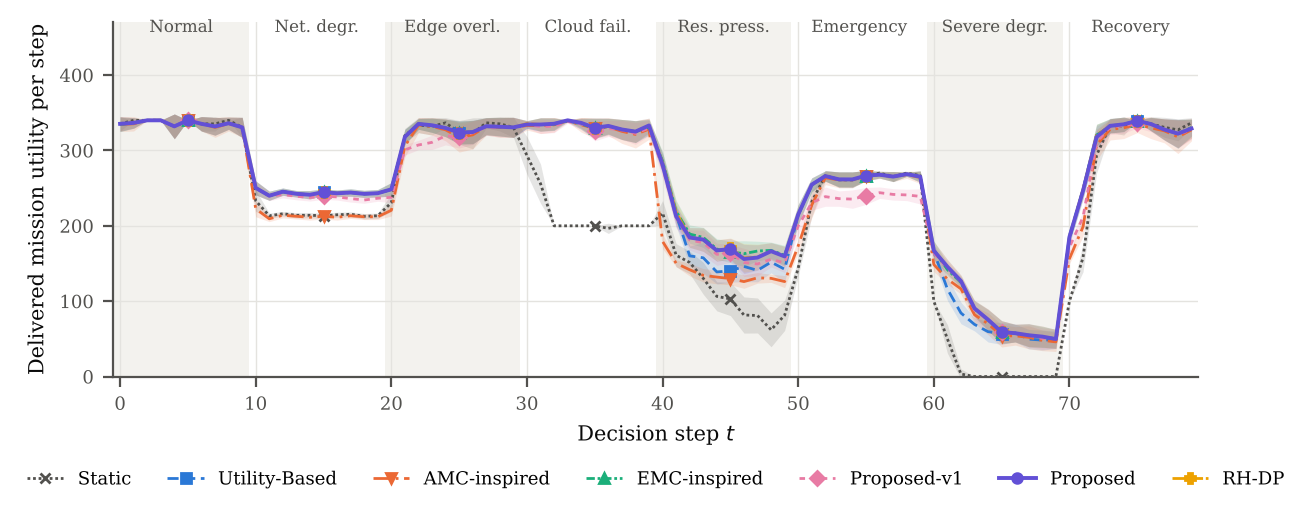 Normal Net. degr. Edge overl. Cloud fail. Res. press. Emergency Severe degr. Recovery
Delivered mission utility per step
400
300
200
100
0
0 10 20 30 40 50 60 70
Decision step t
Static Utility-Based AMC-inspired EMC-inspired Proposed-v1 Proposed RH-DP